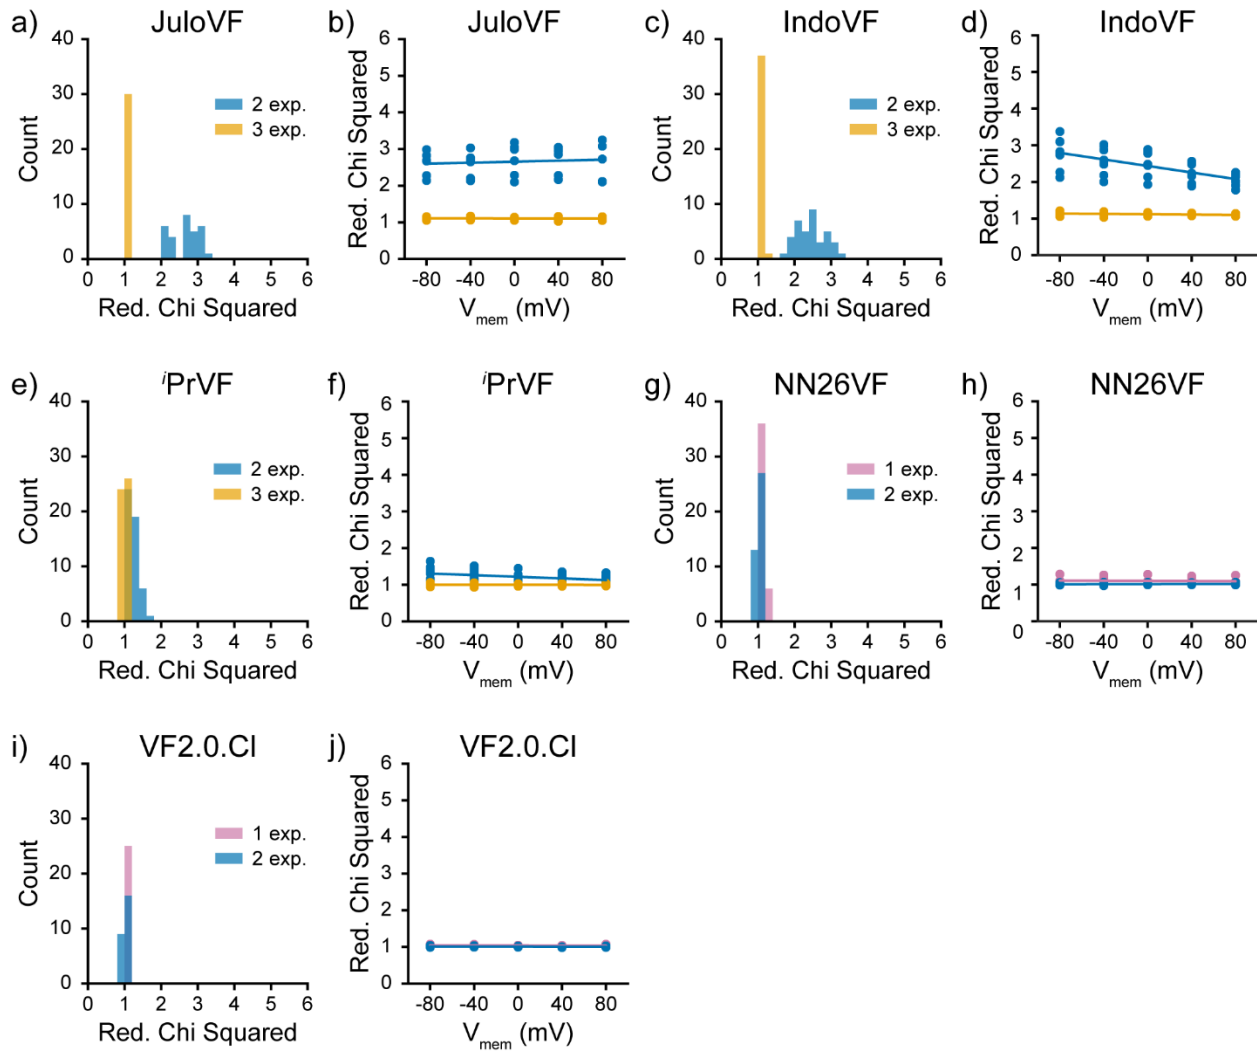 a) JuloVF
40
30
20
10
0
Count
2 exp.
3 exp.
0 1 2 3 4 5 6
Red. Chi Squared
b) JuloVF
6
5
4
3
2
1
0
Red. Chi Squared
-80 -40 0 40 80
Vmem (mV)
c) IndoVF
40
30
20
10
0
Count
2 exp.
3 exp.
0 1 2 3 4 5 6
Red. Chi Squared
d) IndoVF
6
5
4
3
2
1
0
Red. Chi Squared
-80 -40 0 40 80
Vmem (mV)
e) iPrVF
40
30
20
10
0
Count
2 exp.
3 exp.
0 1 2 3 4 5 6
Red. Chi Squared
f) iPrVF
6
5
4
3
2
1
0
Red. Chi Squared
-80 -40 0 40 80
Vmem (mV)
g) NN26VF
40
30
20
10
0
Count
1 exp.
2 exp.
0 1 2 3 4 5 6
Red. Chi Squared
h) NN26VF
6
5
4
3
2
1
0
Red. Chi Squared
-80 -40 0 40 80
Vmem (mV)
i) VF2.0.Cl
40
30
20
10
0
Count
1 exp.
2 exp.
0 1 2 3 4 5 6
Red. Chi Squared
j) VF2.0.Cl
6
5
4
3
2
1
0
Red. Chi Squared
-80 -40 0 40 80
Vmem (mV)